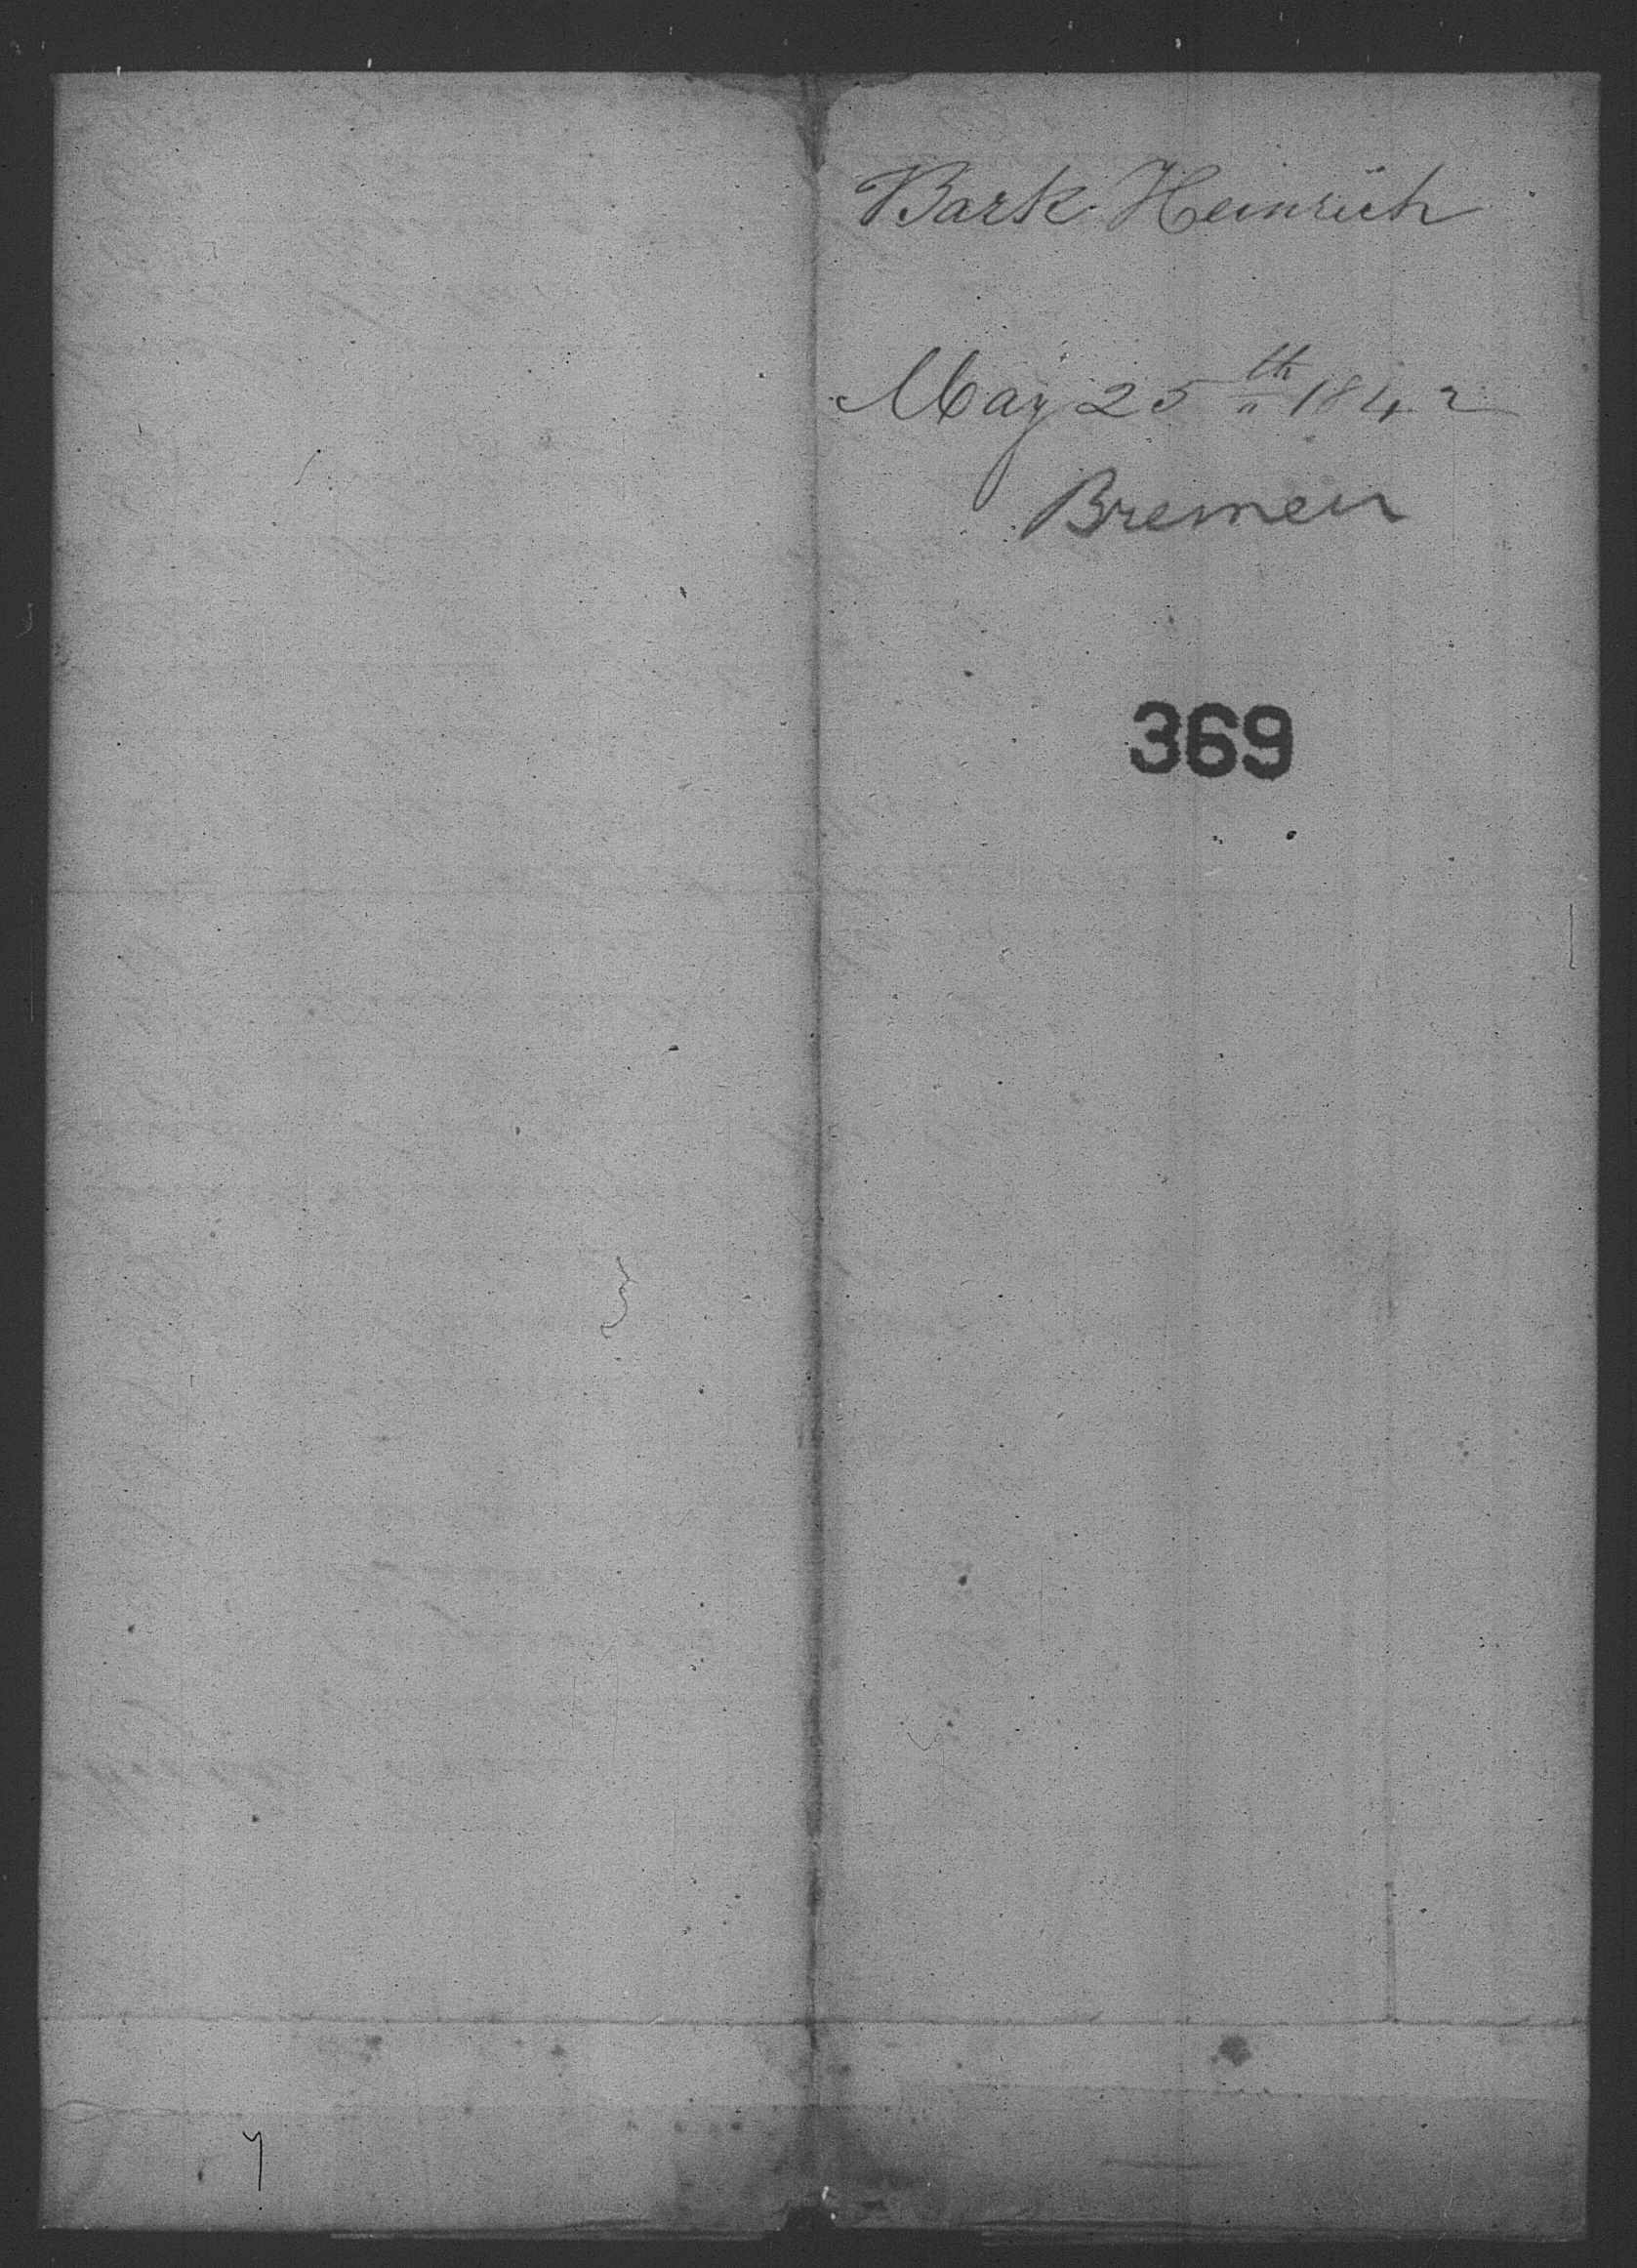 Bark Heinrich
May 25th 1842
Bremen
369